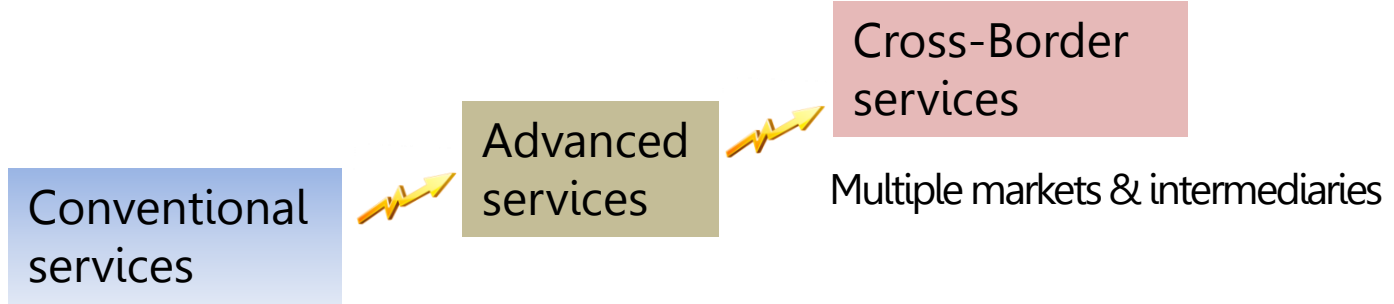 Conventional
services
Advanced
services
Cross-Border
services
Multiple markets & intermediaries